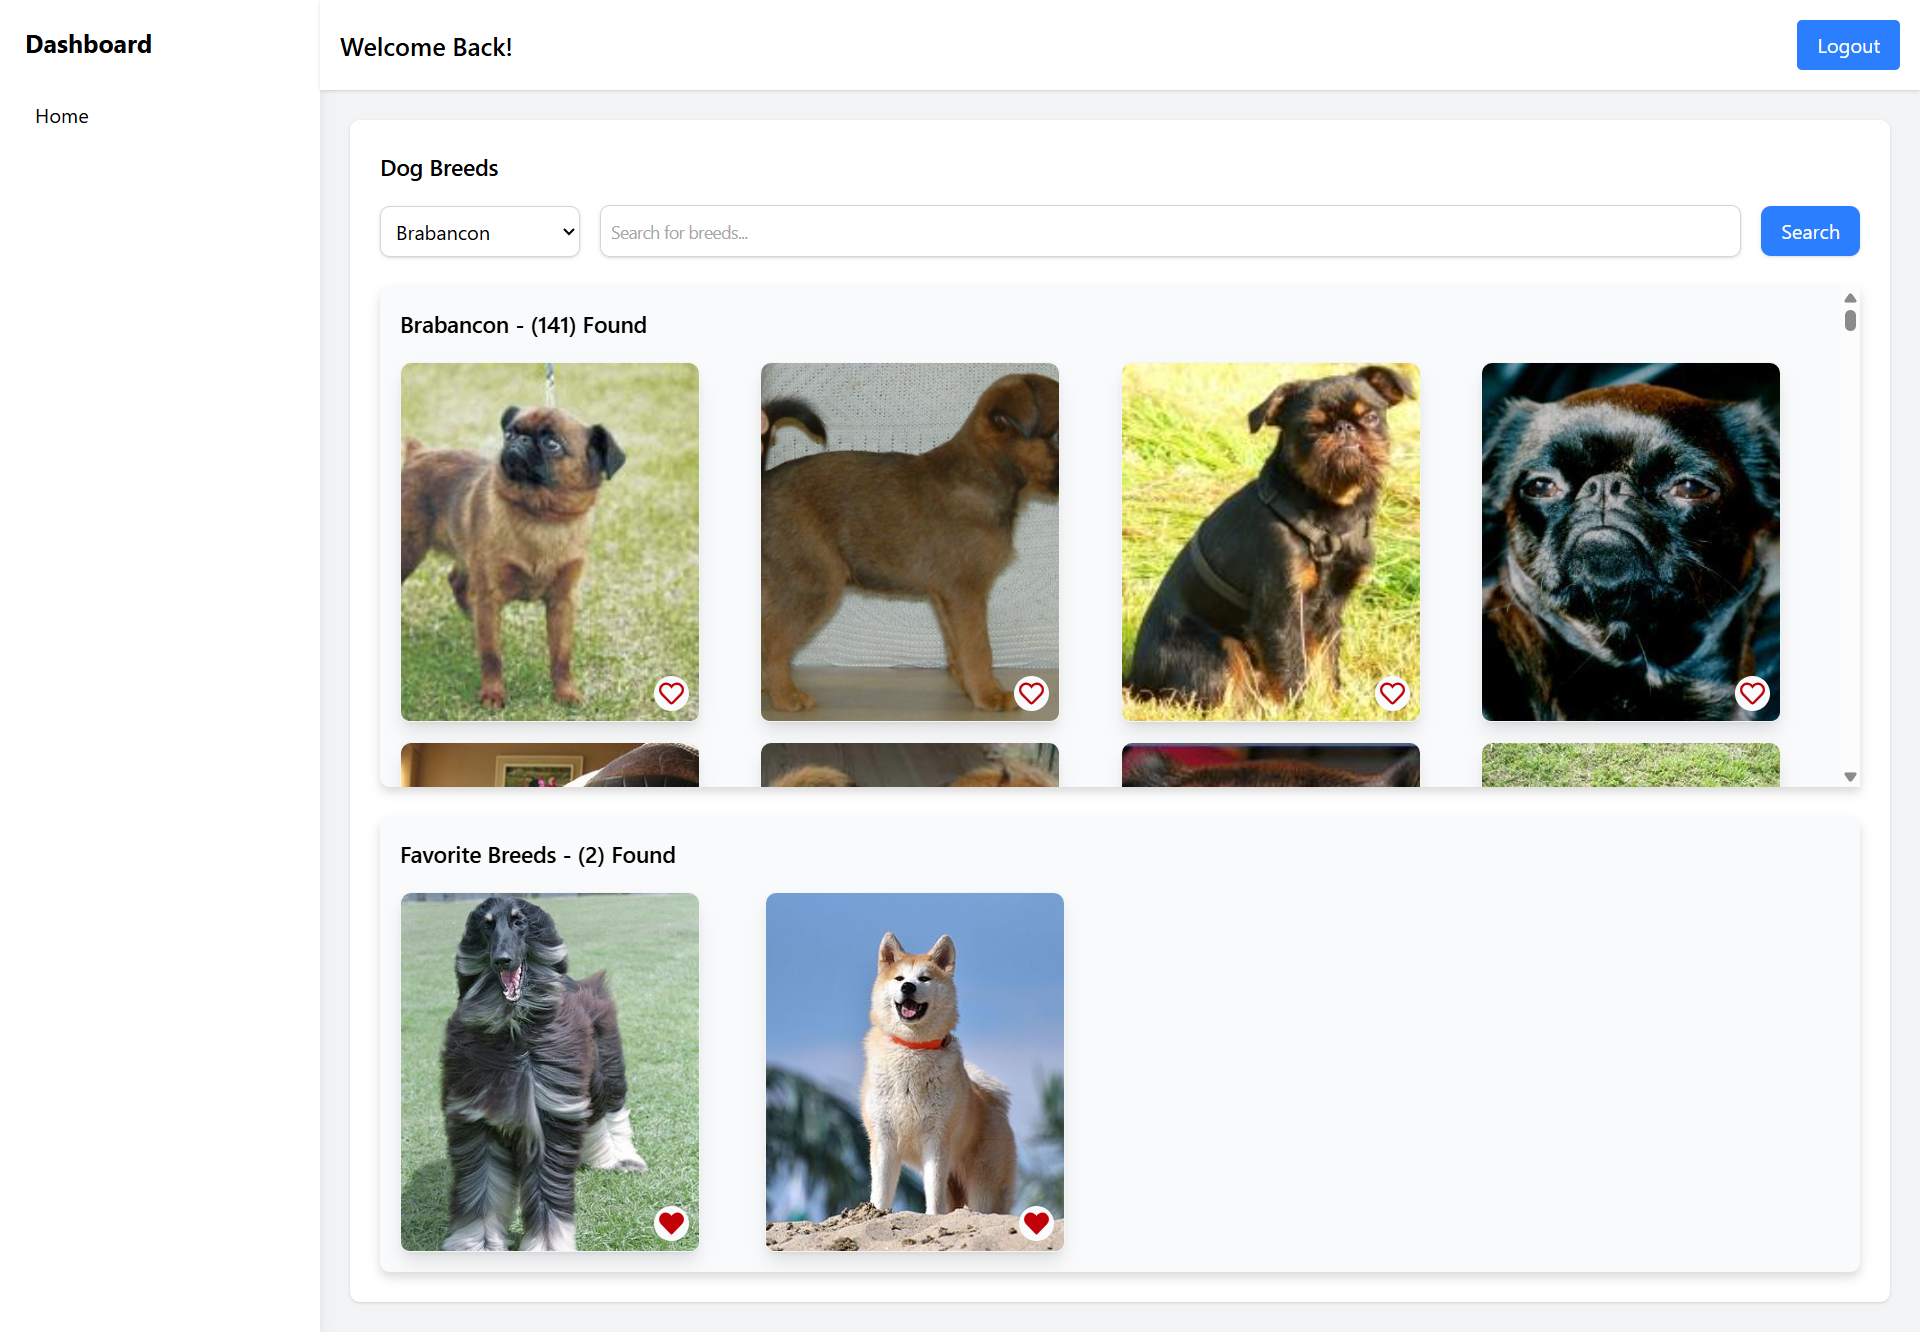 Dashboard
Home
Welcome Back!
Logout
Dog Breeds
Brabancon
Search for breeds...
Search
Brabancon - (141) Found
Favorite Breeds - (2) Found